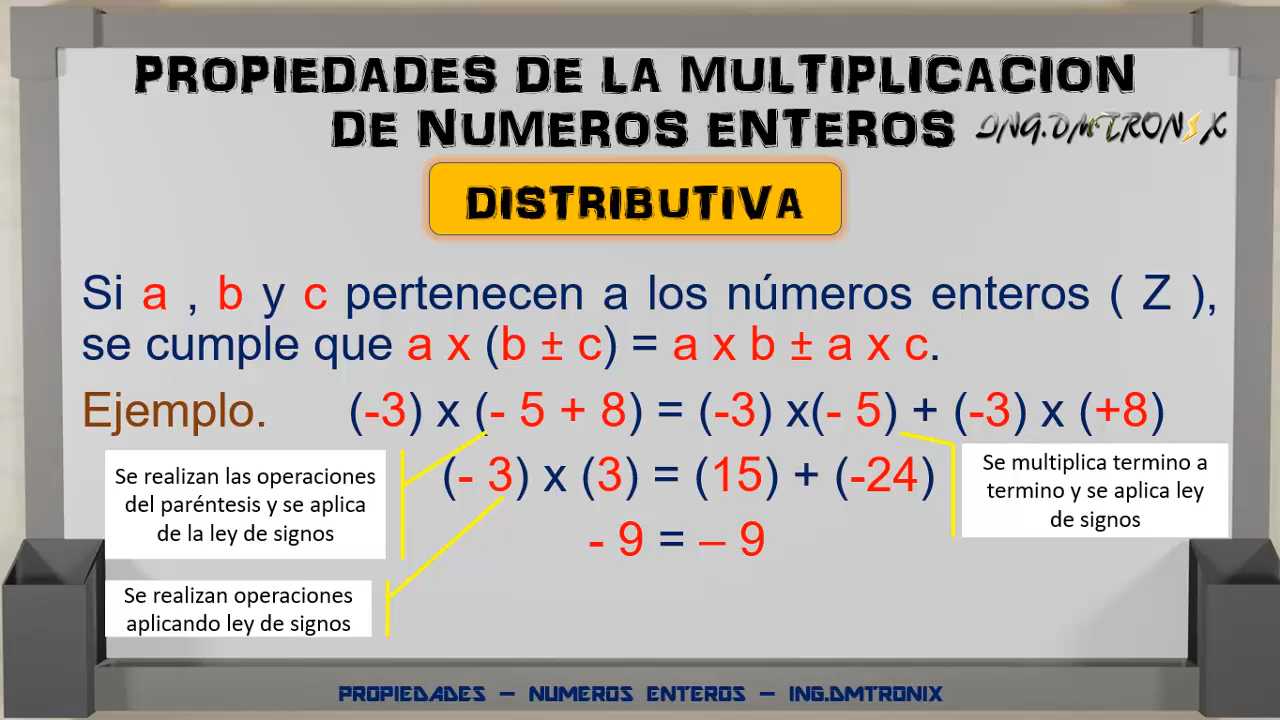 PROPIEDADES DE LA MULTIPLICACION
DE NUMEROS ENTEROS
ING.DMTRONIX
DISTRIBUTIVA
Si a , b y c pertenecen a los números enteros ( Z ),
se cumple que a x (b ± c) = a x b ± a x c.
Ejemplo. (-3) x (- 5 + 8) = (-3) x(- 5) + (-3) x (+8)
(- 3) x (3) = (15) + (-24)
- 9 = – 9
Se realizan las operaciones
del paréntesis y se aplica
de la ley de signos
Se multiplica termino a
termino y se aplica ley
de signos
Se realizan operaciones
aplicando ley de signos
PROPIEDADES – NUMEROS ENTEROS – ING.DMTRONIX